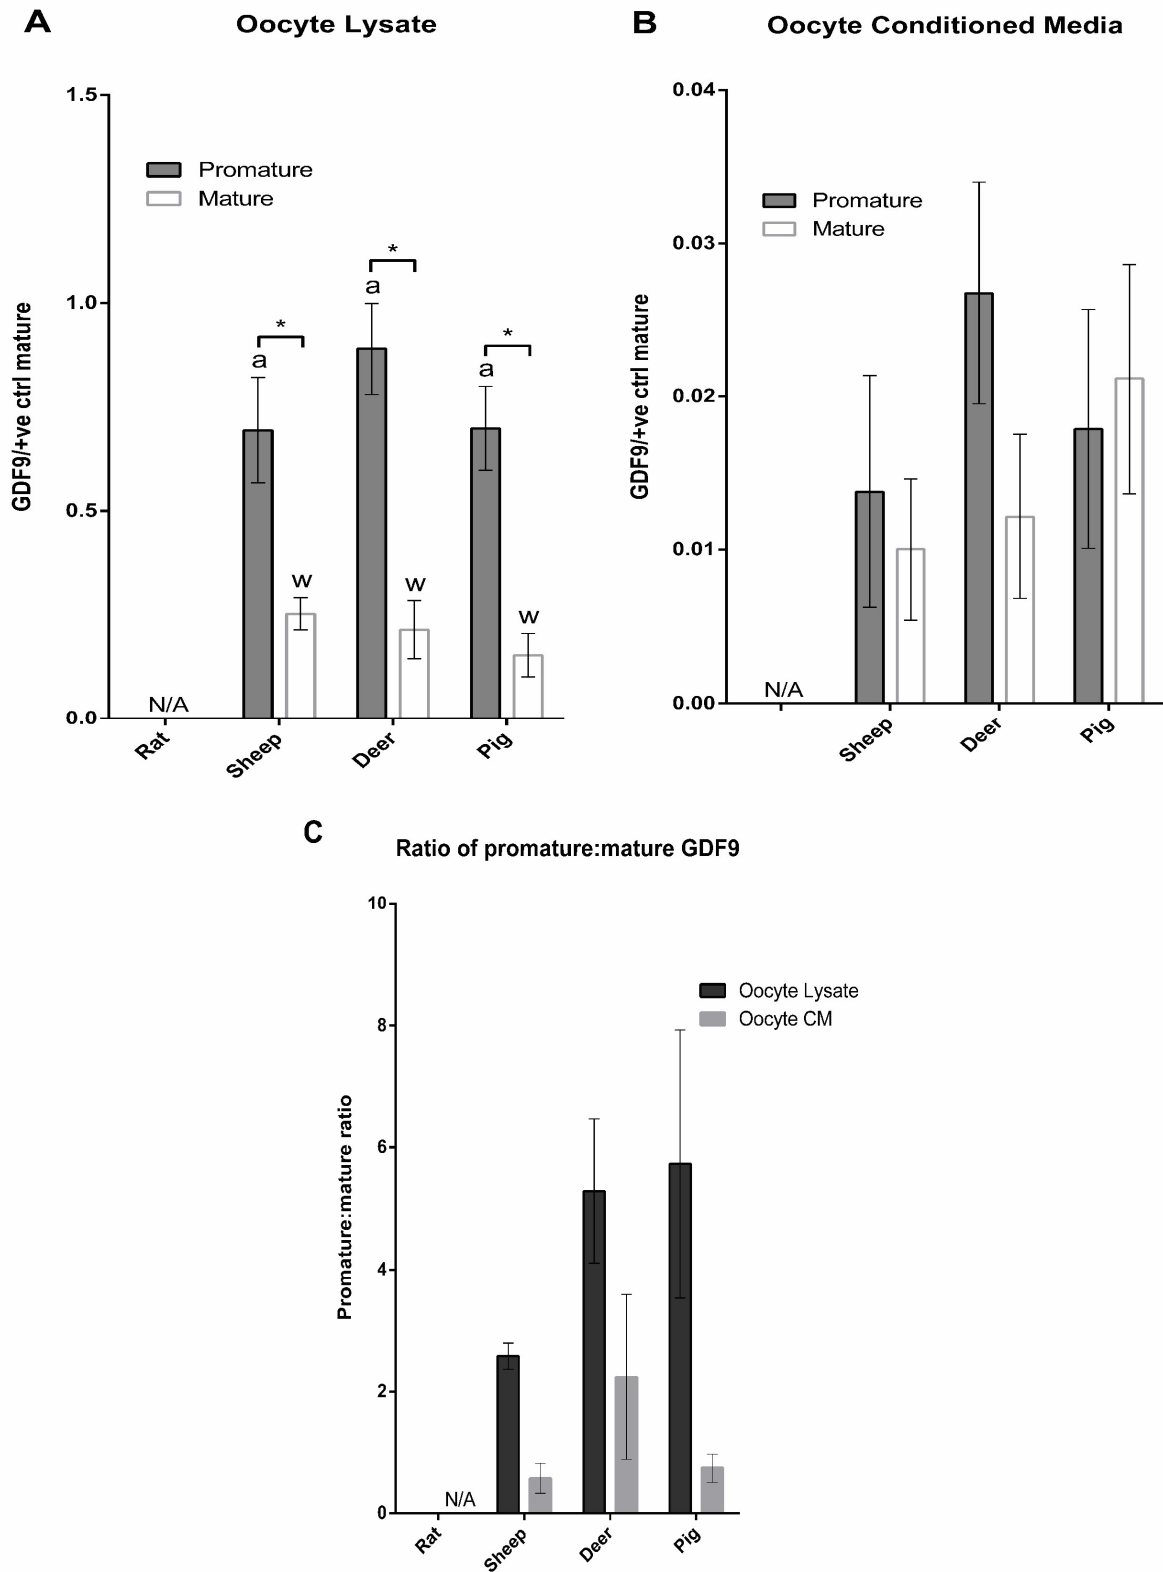 A
Oocyte Lysate
1.5
1.0
0.5
0.0
GDF9/+ve ctrl mature
Promature
Mature
*
a
*
a
*
a
w
w
w
N/A
Rat
Sheep
Deer
Pig
B
Oocyte Conditioned Media
0.04
0.03
0.02
0.01
0.00
GDF9/+ve ctrl mature
Promature
Mature
N/A
Sheep
Deer
Pig
C
Ratio of promature:mature GDF9
10
8
6
4
2
0
Promature:mature ratio
Oocyte Lysate
Oocyte CM
N/A
Rat
Sheep
Deer
Pig